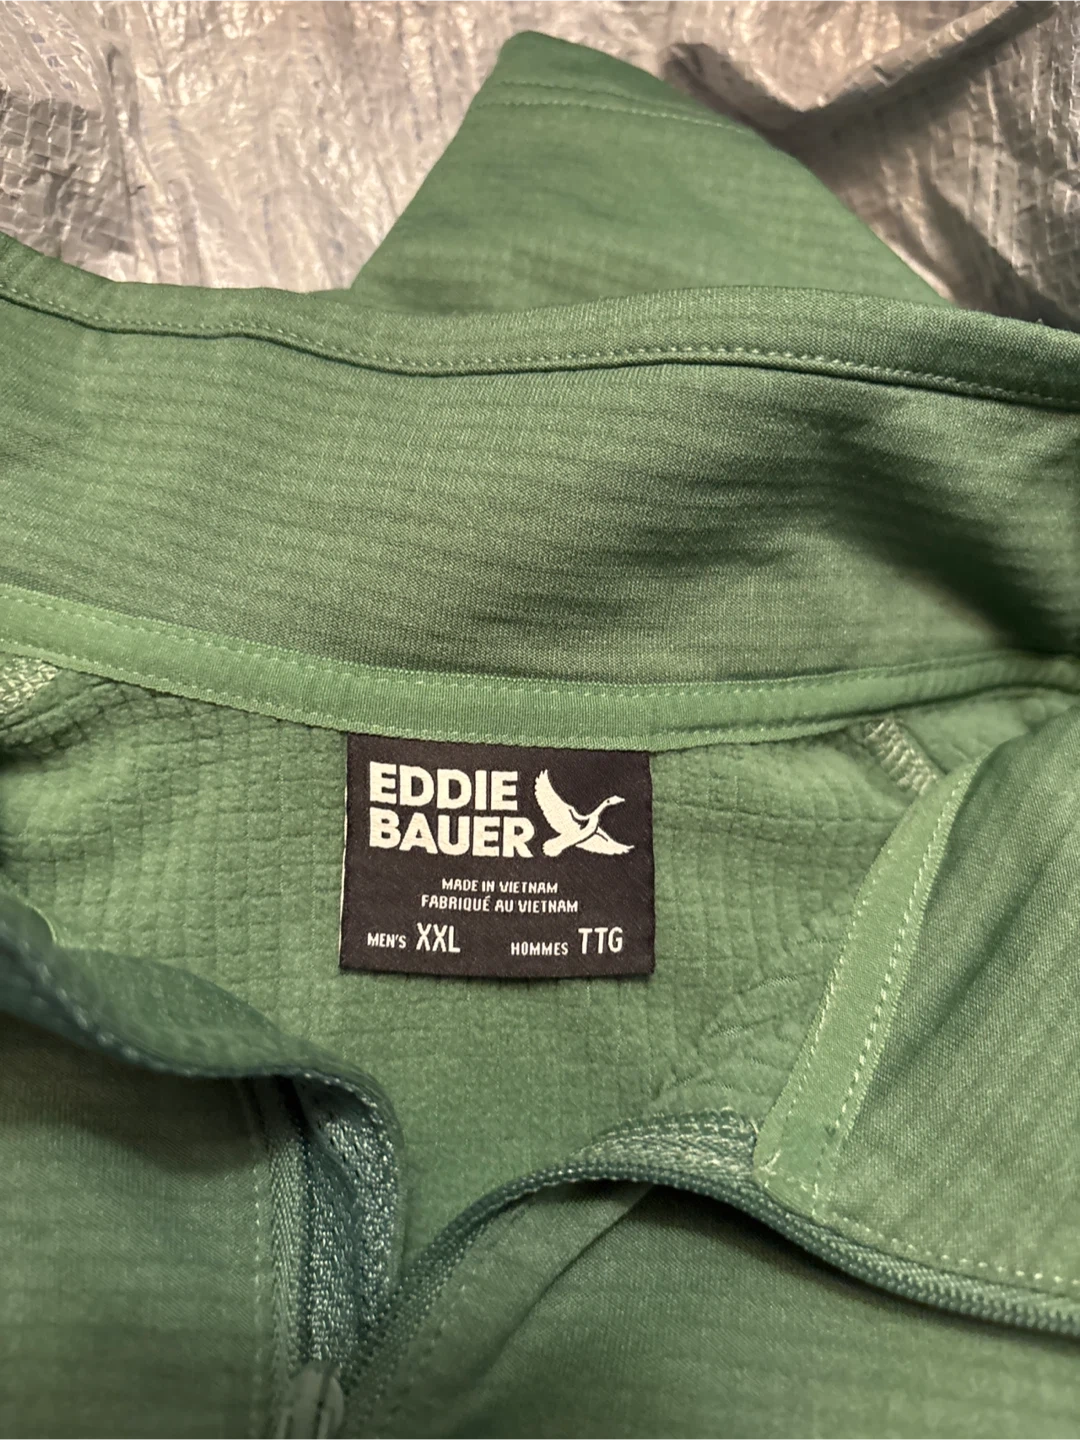 EDDIE
BAUER
MADE IN VIETNAM
FABRIQUÉ AU VIETNAM
MEN'S XXL HOMMES TTG